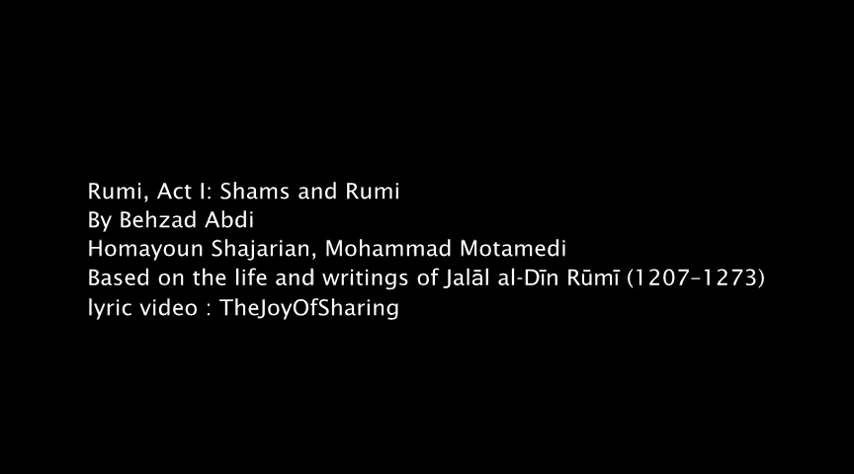 Rumi, Act I: Shams and Rumi
By Behzad Abdi
Homayoun Shajarian, Mohammad Motamedi
Based on the life and writings of Jalāl al-Dīn Rūmī (1207–1273)
lyric video : TheJoyOfSharing